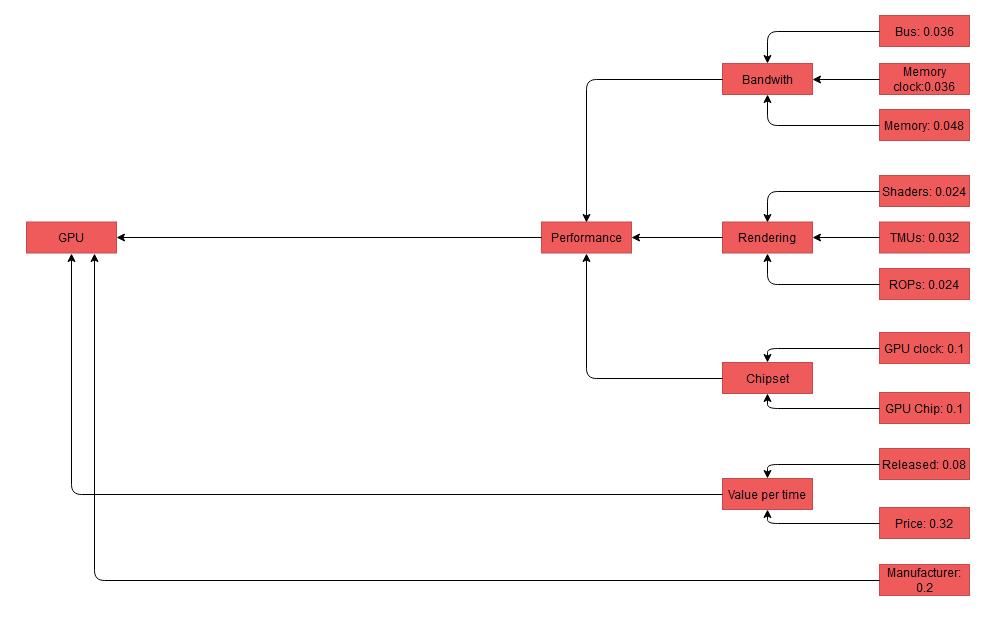 Bus: 0.036
Bandwith
Memory
clock:0.036
Memory: 0.048
Shaders: 0.024
GPU
Performance
Rendering
TMUs: 0.032
ROPs: 0.024
GPU clock: 0.1
Chipset
GPU Chip: 0.1
Released: 0.08
Value per time
Price: 0.32
Manufacturer:
0.2